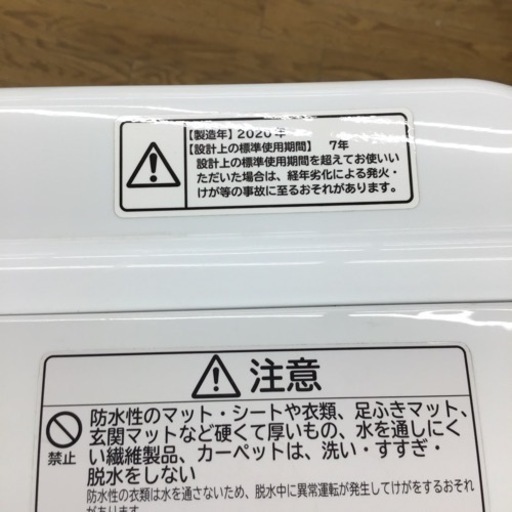 【製造年】2020年
【設計上の標準使用期間】 7年
設計上の標準使用期間を超えてお使いい
ただいた場合は、経年劣化による発火・
けが等の事故に至るおそれがあります。
注意
禁止
防水性のマット・シートや衣類、足ふきマット、
玄関マットなど硬くて厚いもの、水を通しにく
い繊維製品、カーペットは、洗い・すすぎ・
脱水をしない
防水性の衣類は水を通さないため、脱水中に異常運転が発生してけがをするおそれ
があります。